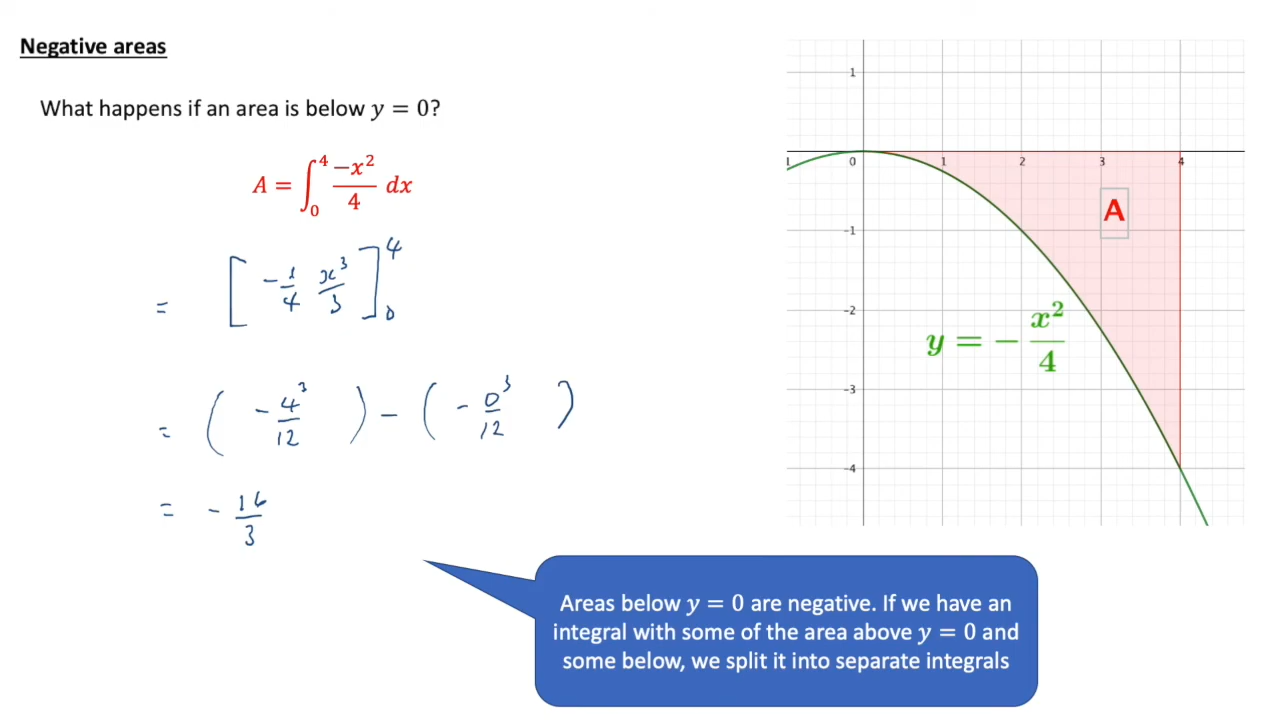 Negative areas
What happens if an area is below y = 0?
A = ∫₀⁴ −x²/4 dx
= [ −1/4 x³/3 ]₀⁴
= ( −4³/12 ) − ( −0³/12 )
= −16/3
Areas below y = 0 are negative. If we have an
integral with some of the area above y = 0 and
some below, we split it into separate integrals
1
1 0 1 2 3 4
A
−1
−2
y = − x²/4
−3
−4